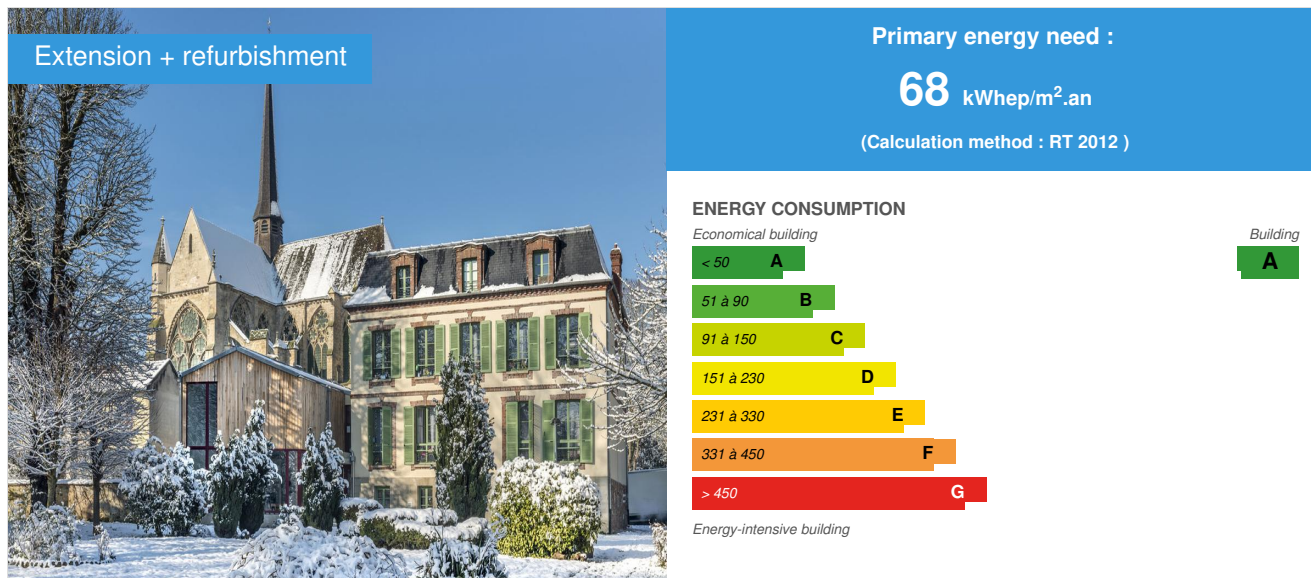 Extension + refurbishment
Primary energy need :
68 kWhep/m².an
(Calculation method : RT 2012 )
ENERGY CONSUMPTION
Economical building
Building
< 50 A
A
51 à 90 B
91 à 150 C
151 à 230 D
231 à 330 E
331 à 450 F
> 450 G
Energy-intensive building